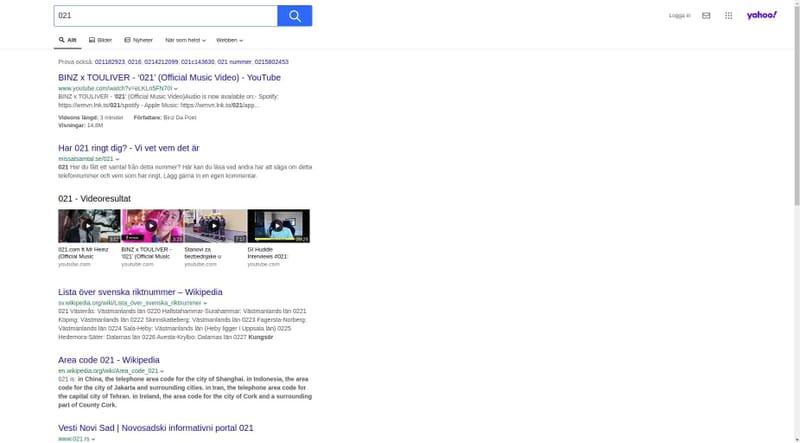 021
Logga in
yahoo!
Allt
Bilder
Nyheter
När som helst
Webben
Prova också: 021182923, 0216, 0214212099, 021c143630, 021 nummer, 0215802453
BINZ x TOULIVER - '021' (Official Music Video) - YouTube
www.youtube.com/watch?v=eLKLn5FN70I
BINZ x TOULIVER - '021' (Official Music Video)Audio is now available on:- Spotify:
https://wmvn.lnk.to/021/spotify - Apple Music: https://wmvn.lnk.to/021/app...
Videons längd: 3 minuter Författare: Binz Da Poet
Visningar: 14,8M
Har 021 ringt dig? - Vi vet vem det är
missatsamtal.se/021
021 Har du fått ett samtal från detta nummer? Här kan du läsa vad andra har att säga om detta
telefonnummer och vem som har ringt. Lägg gärna in en egen kommentar.
021 - Videoresultat
021.com ft Mr Heinz
(Official Music
youtube.com
BINZ x TOULIVER -
'021' (Official Music
youtube.com
Stanovi za
bezbednjake u
youtube.com
GI Huddle
Interviews #021:
youtube.com
Lista över svenska riktnummer – Wikipedia
sv.wikipedia.org/wiki/Lista_över_svenska_riktnummer
021 Västerås: Västmanlands län 0220 Hallstahammar-Surahammar: Västmanlands län 0221
Köping: Västmanlands län 0222 Skinnskatteberg: Västmanlands län 0223 Fagersta-Norberg:
Västmanlands län 0224 Sala-Heby: Västmanlands län (Heby ligger i Uppsala län) 0225
Hedemora-Säter: Dalarnas län 0226 Avesta-Krylbo: Dalarnas län 0227 Kungsör
Area code 021 - Wikipedia
en.wikipedia.org/wiki/Area_code_021
021 is: in China, the telephone area code for the city of Shanghai. in Indonesia, the area
code for the city of Jakarta and surrounding cities. in Iran, the telephone area code for
the capital city of Tehran. in Ireland, the area code for the city of Cork and a surrounding
part of County Cork.
Vesti Novi Sad | Novosadski informativni portal 021
www.021.rs